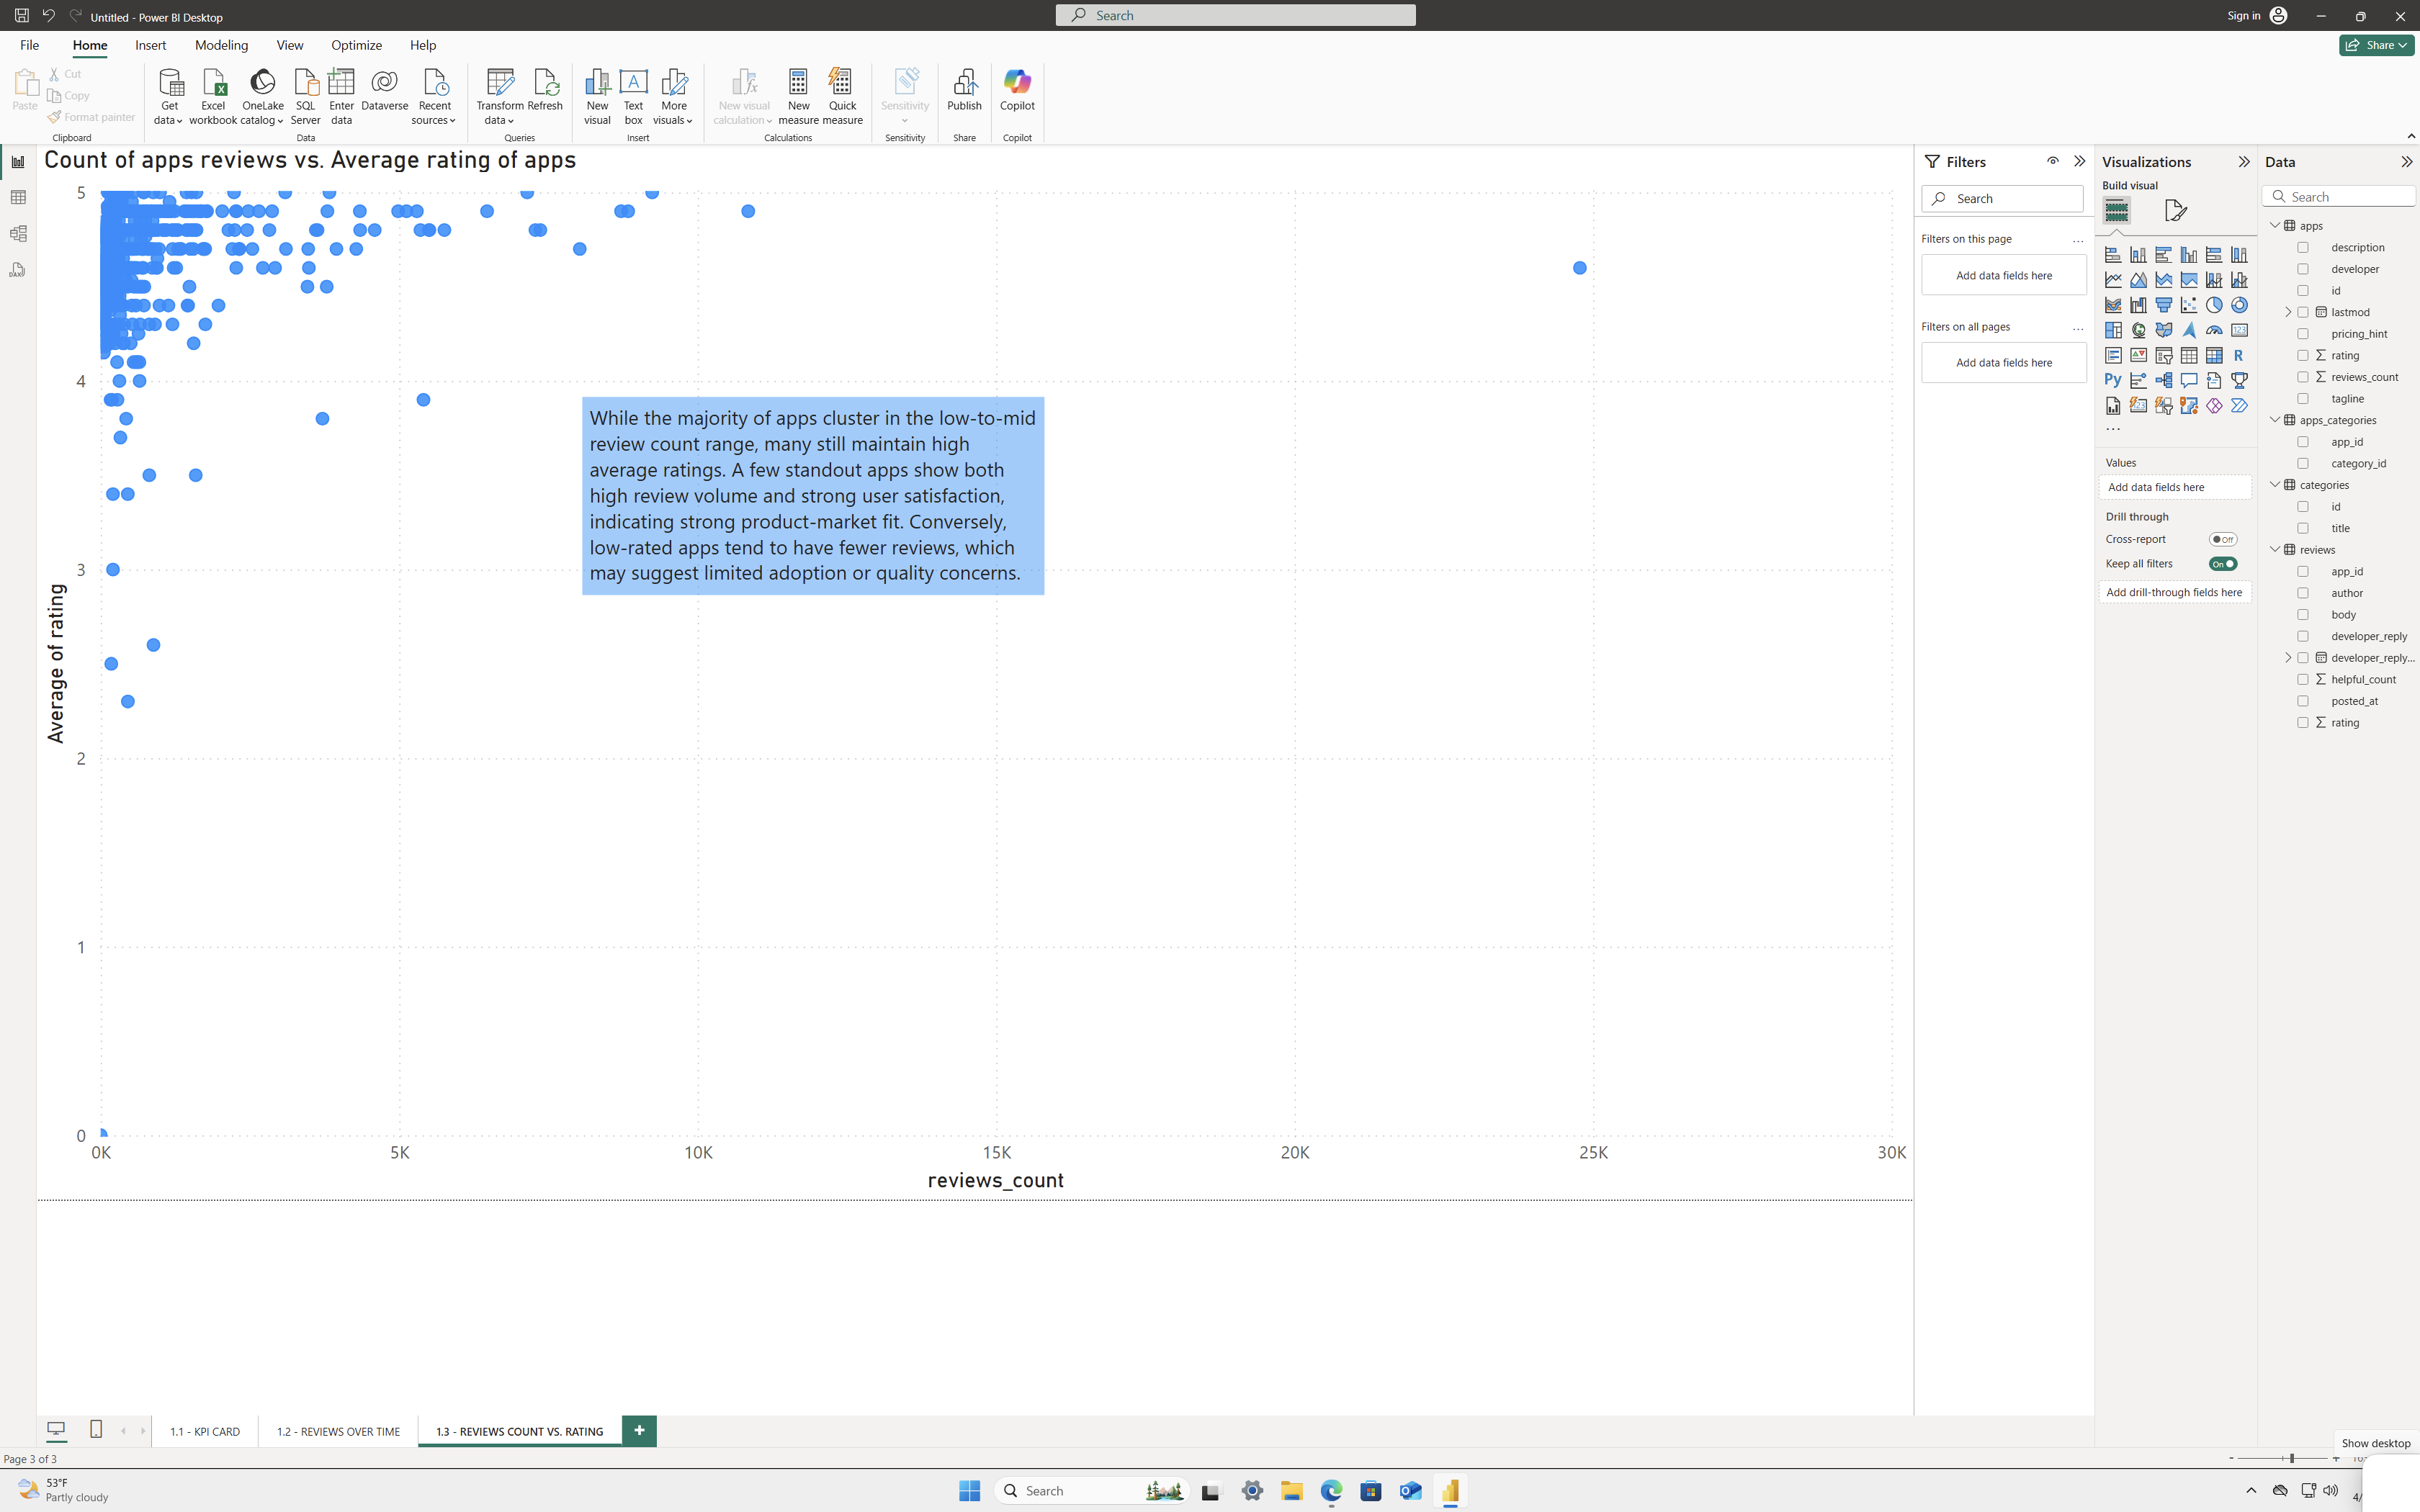 Untitled - Power BI Desktop
Search
Sign in
File
Home
Insert
Modeling
View
Optimize
Help
Share
Paste
Cut
Copy
Format painter
Clipboard
Get data
Excel workbook
OneLake catalog
SQL Server
Enter data
Dataverse
Recent sources
Data
Transform data
Refresh
Queries
New visual
Text box
More visuals
Insert
New visual calculation
New measure
Quick measure
Calculations
Sensitivity
Sensitivity
Publish
Share
Copilot
Copilot
Count of apps reviews vs. Average rating of apps
Average of rating
5
4
3
2
1
0
0K
5K
10K
15K
20K
25K
30K
reviews_count
While the majority of apps cluster in the low-to-mid
review count range, many still maintain high
average ratings. A few standout apps show both
high review volume and strong user satisfaction,
indicating strong product-market fit. Conversely,
low-rated apps tend to have fewer reviews, which
may suggest limited adoption or quality concerns.
Filters
Search
Filters on this page
...
Add data fields here
Filters on all pages
...
Add data fields here
Visualizations
Build visual
123
R
Py
...
Values
Add data fields here
Drill through
Cross-report
Off
Keep all filters
On
Add drill-through fields here
Data
Search
apps
description
developer
id
lastmod
pricing_hint
rating
reviews_count
tagline
apps_categories
app_id
category_id
categories
id
title
reviews
app_id
author
body
developer_reply
developer_reply...
helpful_count
posted_at
rating
1.1 - KPI CARD
1.2 - REVIEWS OVER TIME
1.3 - REVIEWS COUNT VS. RATING
+
Page 3 of 3
Show desktop
53°F
Partly cloudy
Search
4/